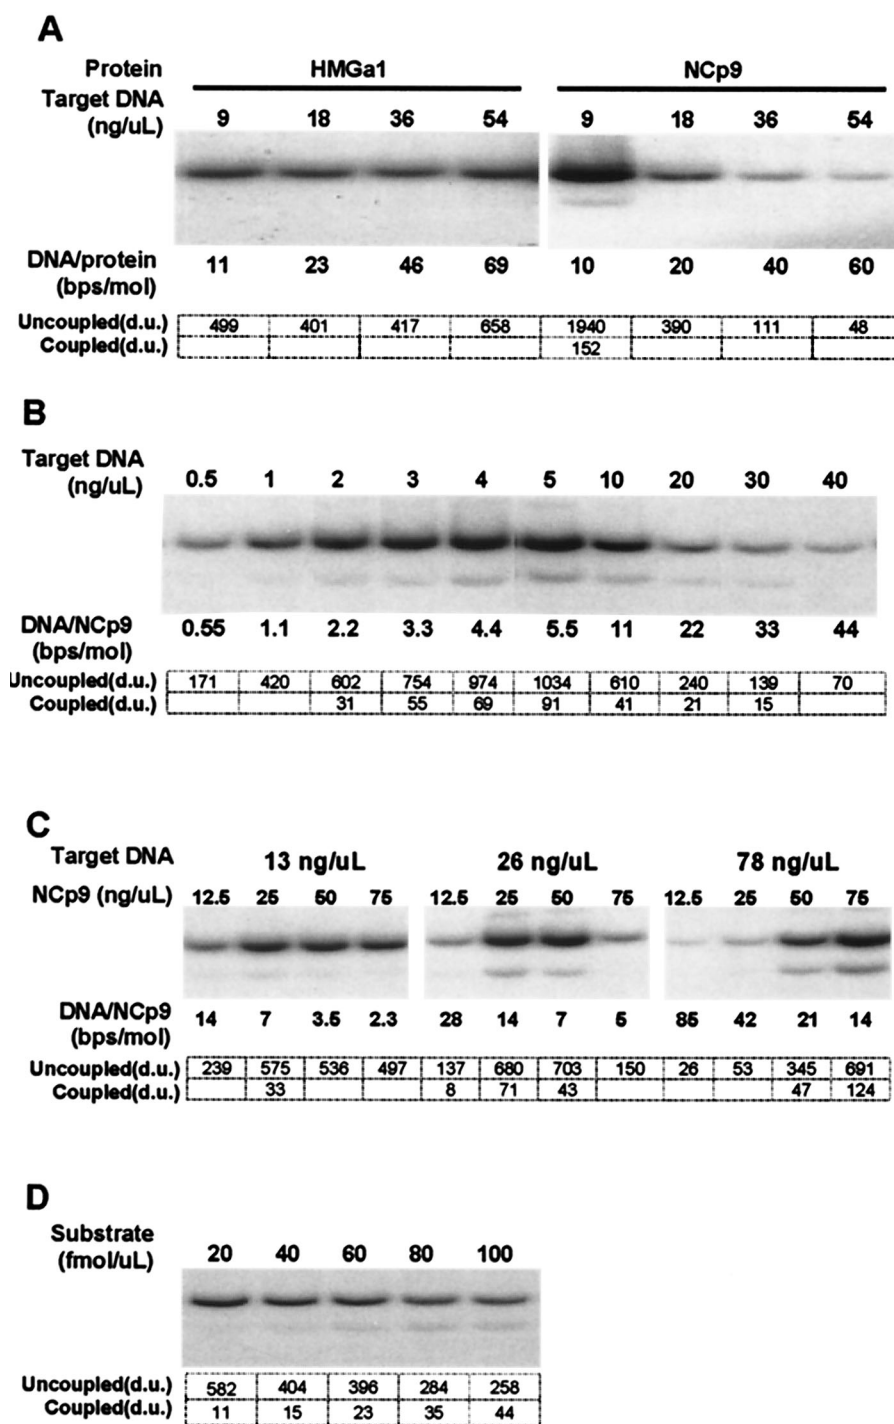 A
Protein HMGa1 NCp9
Target DNA
(ng/uL) 9 18 36 54 9 18 36 54
DNA/protein
(bps/mol) 11 23 46 69 10 20 40 60
Uncoupled(d.u.) 499 401 417 658 1940 390 111 48
Coupled(d.u.) 152
B
Target DNA
(ng/uL) 0.5 1 2 3 4 5 10 20 30 40
DNA/NCp9
(bps/mol) 0.55 1.1 2.2 3.3 4.4 5.5 11 22 33 44
Uncoupled(d.u.) 171 420 602 754 974 1034 610 240 139 70
Coupled(d.u.) 31 55 69 91 41 21 15
C
Target DNA 13 ng/uL 26 ng/uL 78 ng/uL
NCp9 (ng/uL) 12.5 25 50 75 12.5 25 50 75 12.5 25 50 75
DNA/NCp9
(bps/mol) 14 7 3.5 2.3 28 14 7 5 85 42 21 14
Uncoupled(d.u.) 239 575 536 497 137 680 703 150 26 53 345 691
Coupled(d.u.) 33 8 71 43 47 124
D
Substrate
(fmol/uL) 20 40 60 80 100
Uncoupled(d.u.) 582 404 396 284 258
Coupled(d.u.) 11 15 23 35 44